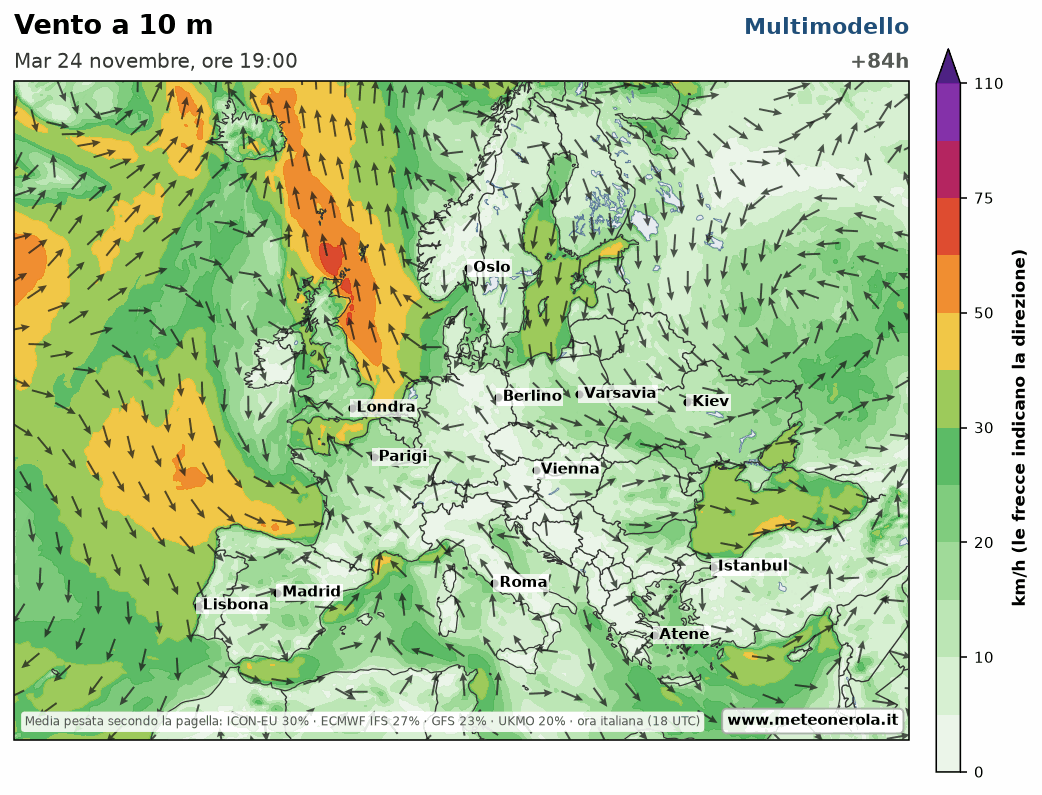 Vento a 10 m
Multimodello
Mar 24 novembre, ore 19:00
+84h
110
75
50
30
20
10
0
km/h (le frecce indicano la direzione)
Oslo
Berlino
Varsavia
Kiev
Londra
Parigi
Vienna
Istanbul
Roma
Madrid
Lisbona
Atene
Media pesata secondo la pagella: ICON-EU 30% · ECMWF IFS 27% · GFS 23% · UKMO 20% · ora italiana (18 UTC)
www.meteonerola.it